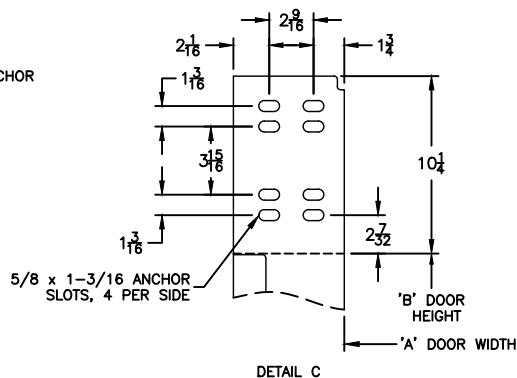 2 9/16
2 1/16
1 3/4
NCHOR
1 3/16
3 15/16
10 1/4
1 3/16
2 7/32
5/8 x 1-3/16 ANCHOR
SLOTS, 4 PER SIDE
'B' DOOR
HEIGHT
'A' DOOR WIDTH
DETAIL C